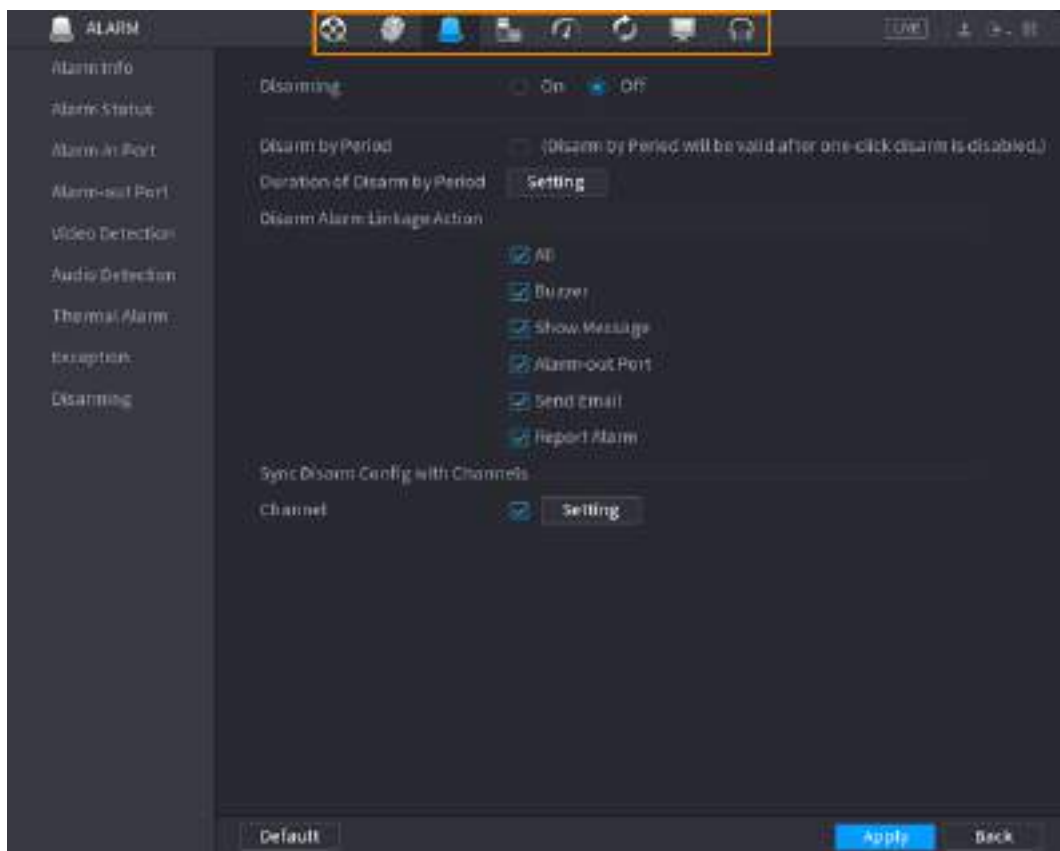 ALARM
LIVE
Alarm Info
Alarm Status
Alarm-in Port
Alarm-out Port
Video Detection
Audio Detection
Thermal Alarm
Exception
Disarming
Disarming On Off
Disarm by Period (Disarm by Period will be valid after one-click disarm is disabled.)
Duration of Disarm by Period Setting
Disarm Alarm Linkage Action
All
Buzzer
Show Message
Alarm-out Port
Send Email
Report Alarm
Sync Disarm Config with Channels
Channel Setting
Default Apply Back